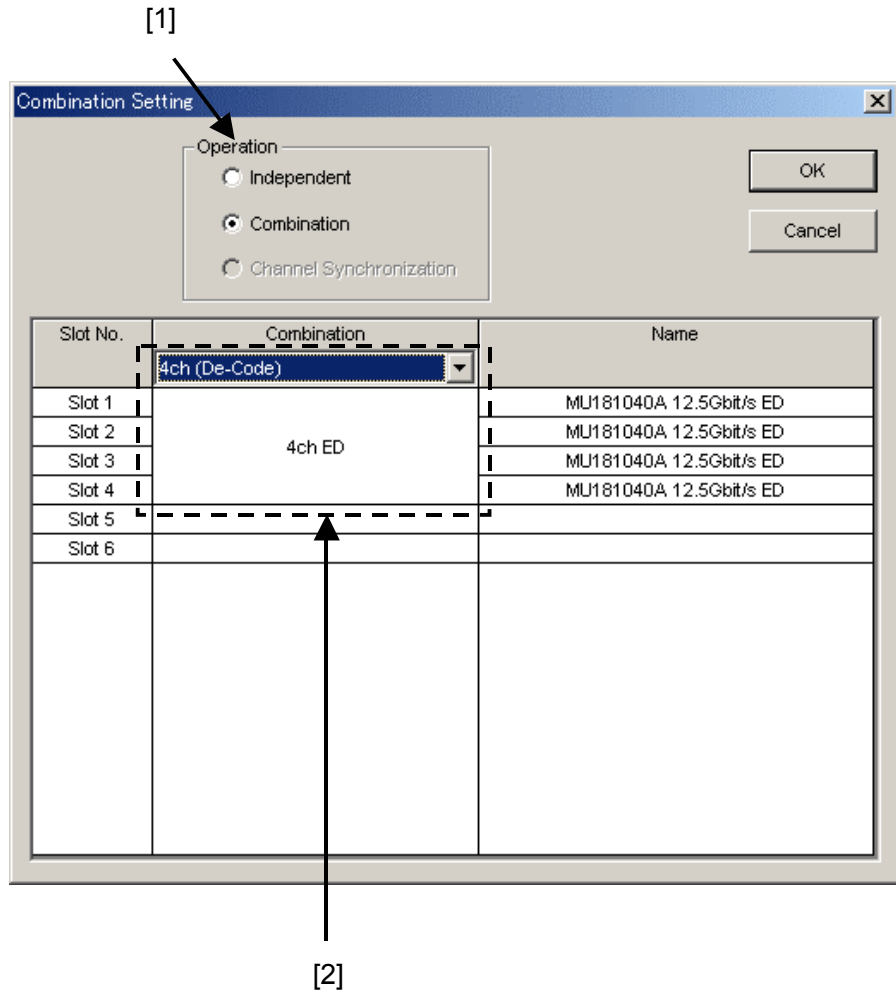 [1]
Combination Setting
Operation
Independent
OK
Combination
Cancel
Channel Synchronization
Slot No. Combination Name
4ch (De-Code)
Slot 1 MU181040A 12.5Gbit/s ED
Slot 2 MU181040A 12.5Gbit/s ED
4ch ED
Slot 3 MU181040A 12.5Gbit/s ED
Slot 4 MU181040A 12.5Gbit/s ED
Slot 5
Slot 6
[2]